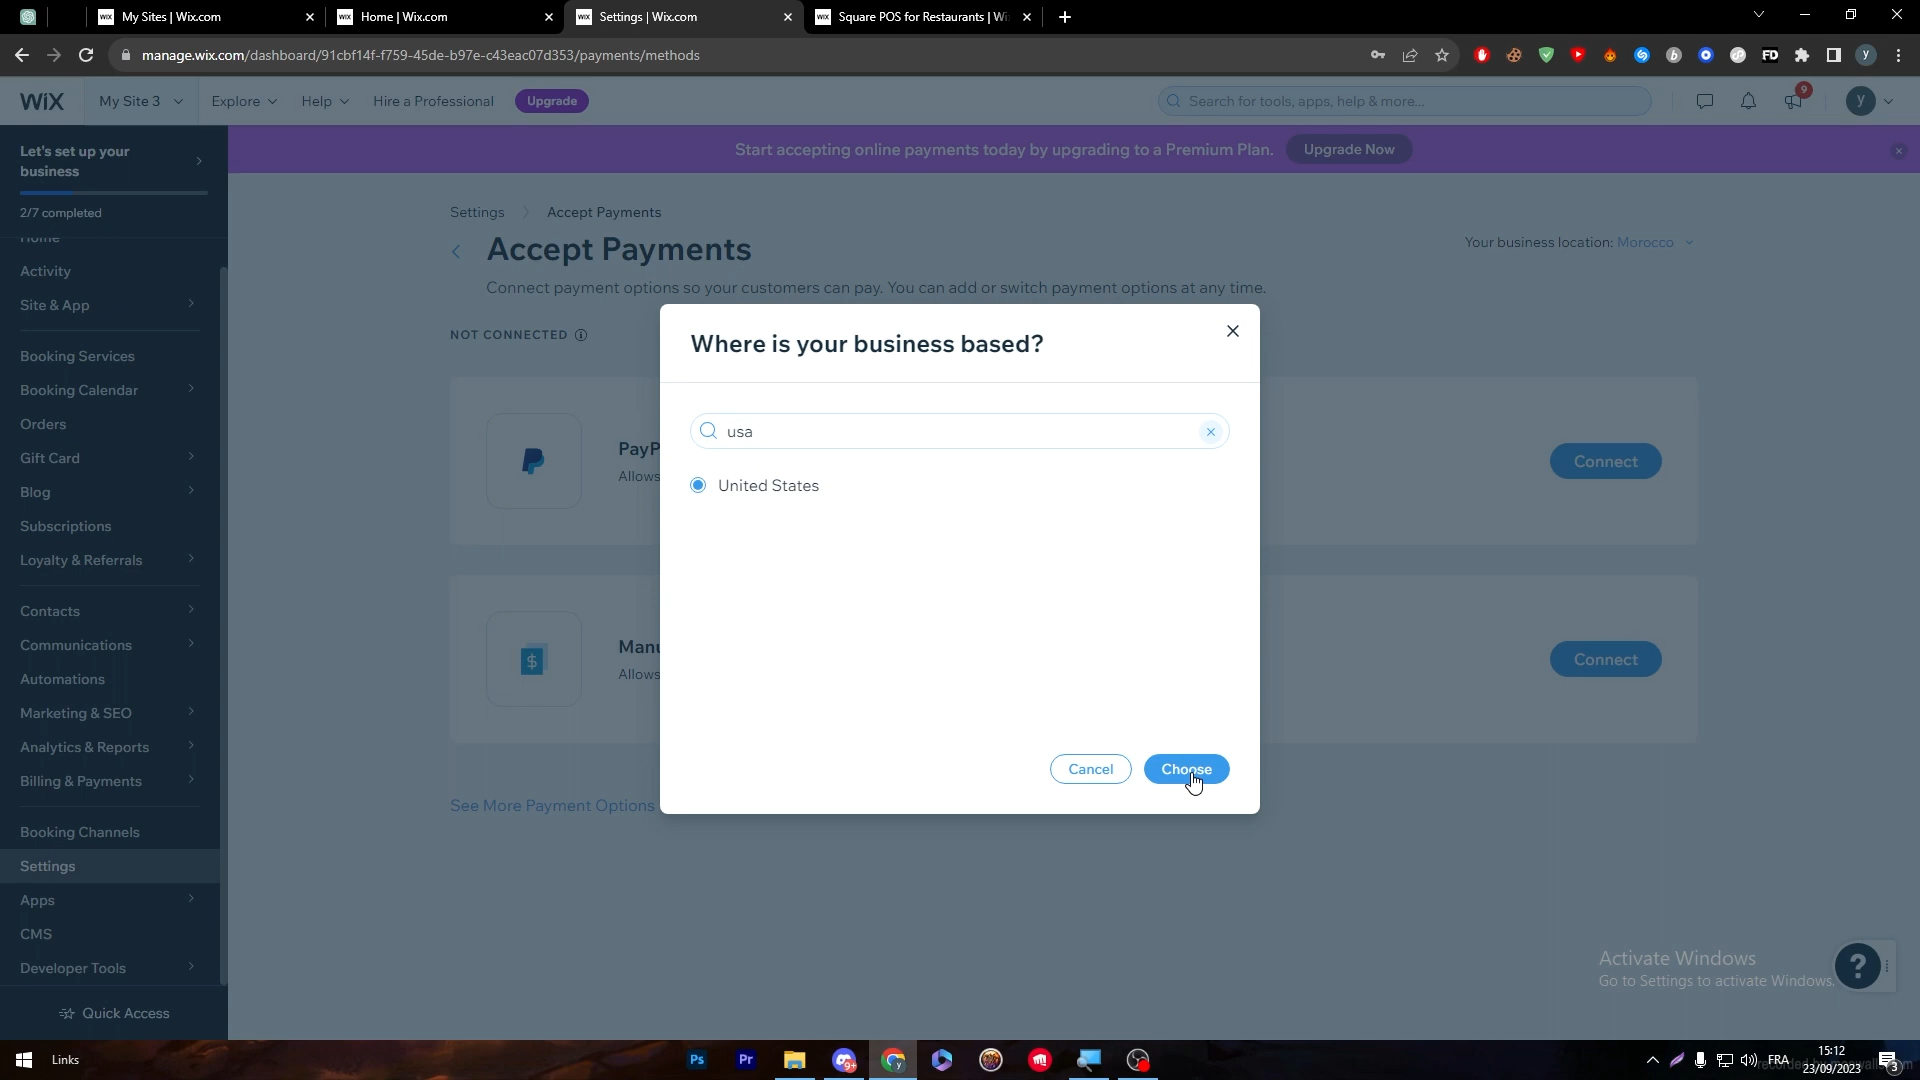 My Sites | Wix.com
Home | Wix.com
Settings | Wix.com
Square POS for Restaurants | Wi
manage.wix.com/dashboard/91cbf14f-f759-45de-b97e-c43eac07d353/payments/methods
WiX
My Site 3
Explore
Help
Hire a Professional
Upgrade
Search for tools, apps, help & more...
9
y
Let's set up your
business
2/7 completed
Start accepting online payments today by upgrading to a Premium Plan.
Upgrade Now
Home
Activity
Site & App
Booking Services
Booking Calendar
Orders
Gift Card
Blog
Subscriptions
Loyalty & Referrals
Contacts
Communications
Automations
Marketing & SEO
Analytics & Reports
Billing & Payments
Booking Channels
Settings
Apps
CMS
Developer Tools
Quick Access
Settings
Accept Payments
Accept Payments
Your business location: Morocco
Connect payment options so your customers can pay. You can add or switch payment options at any time.
NOT CONNECTED
PayP
Allows
Connect
Manu
Allows
Connect
See More Payment Options
Where is your business based?
usa
United States
Cancel
Choose
Activate Windows
Go to Settings to activate Windows.
?
Links
Ps
Pr
9+
FRA
15:12
23/09/2023
3